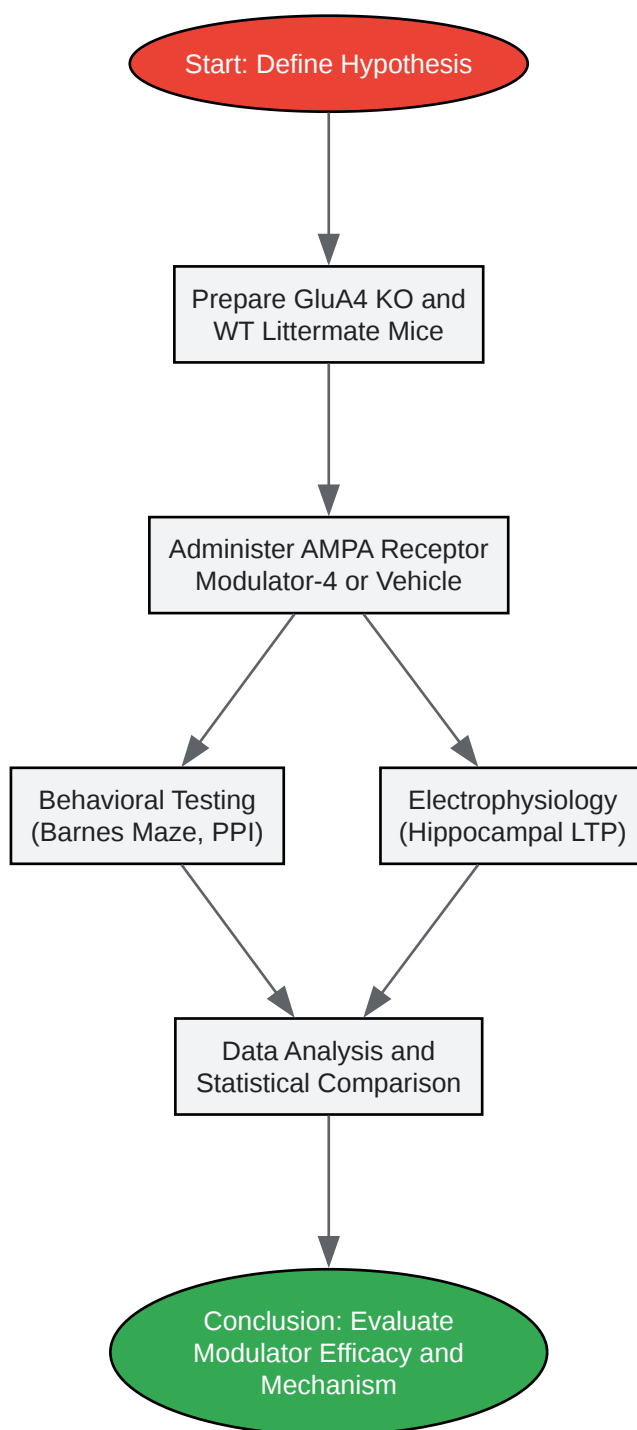 Start: Define Hypothesis
Prepare GluA4 KO and
WT Littermate Mice
Administer AMPA Receptor
Modulator-4 or Vehicle
Behavioral Testing
(Barnes Maze, PPI)
Electrophysiology
(Hippocampal LTP)
Data Analysis and
Statistical Comparison
Conclusion: Evaluate
Modulator Efficacy and
Mechanism